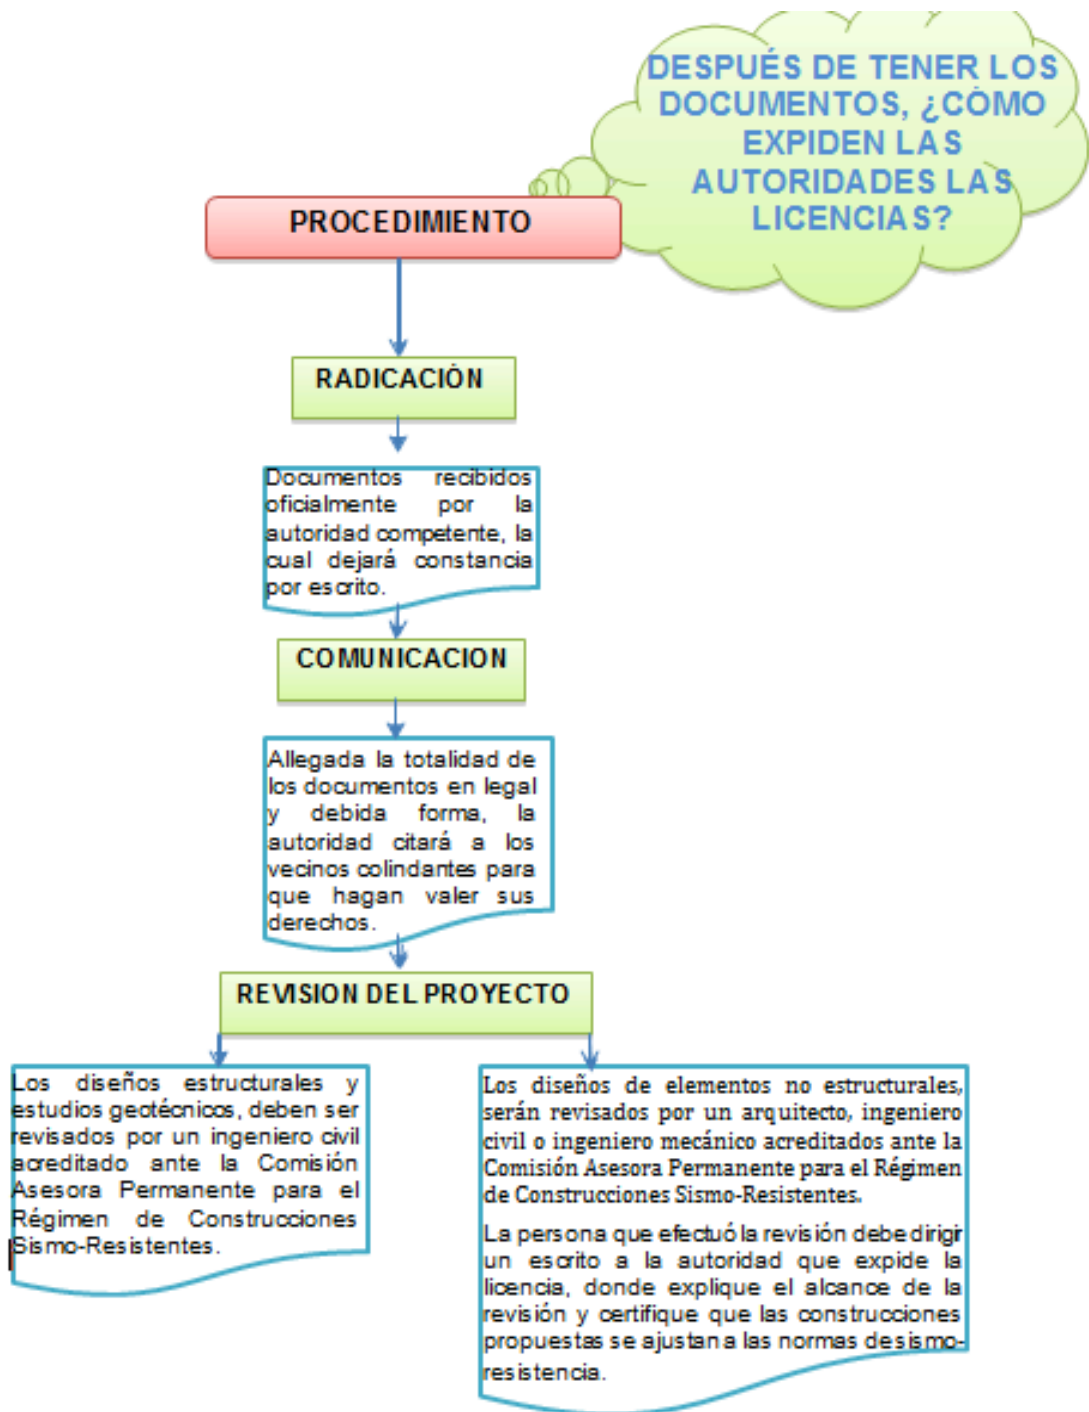 DESPUÉS DE TENER LOS
DOCUMENTOS, ¿CÓMO
EXPIDEN LAS
AUTORIDADES LAS
LICENCIAS?
PROCEDIMIENTO
RADICACIÓN
Documentos recibidos
oficialmente por la
autoridad competente, la
cual dejará constancia
por escrito.
COMUNICACION
Allegada la totalidad de
los documentos en legal
y debida forma, la
autoridad citará a los
vecinos colindantes para
que hagan valer sus
derechos.
REVISION DEL PROYECTO
Los diseños estructurales y
estudios geotécnicos, deben ser
revisados por un ingeniero civil
acreditado ante la Comisión
Asesora Permanente para el
Régimen de Construcciones
Sismo-Resistentes.
Los diseños de elementos no estructurales,
serán revisados por un arquitecto, ingeniero
civil o ingeniero mecánico acreditados ante la
Comisión Asesora Permanente para el Régimen
de Construcciones Sismo-Resistentes.
La persona que efectuó la revisión debe dirigir
un escrito a la autoridad que expide la
licencia, donde explique el alcance de la
revisión y certifique que las construcciones
propuestas se ajustan a las normas de sismo-
resistencia.